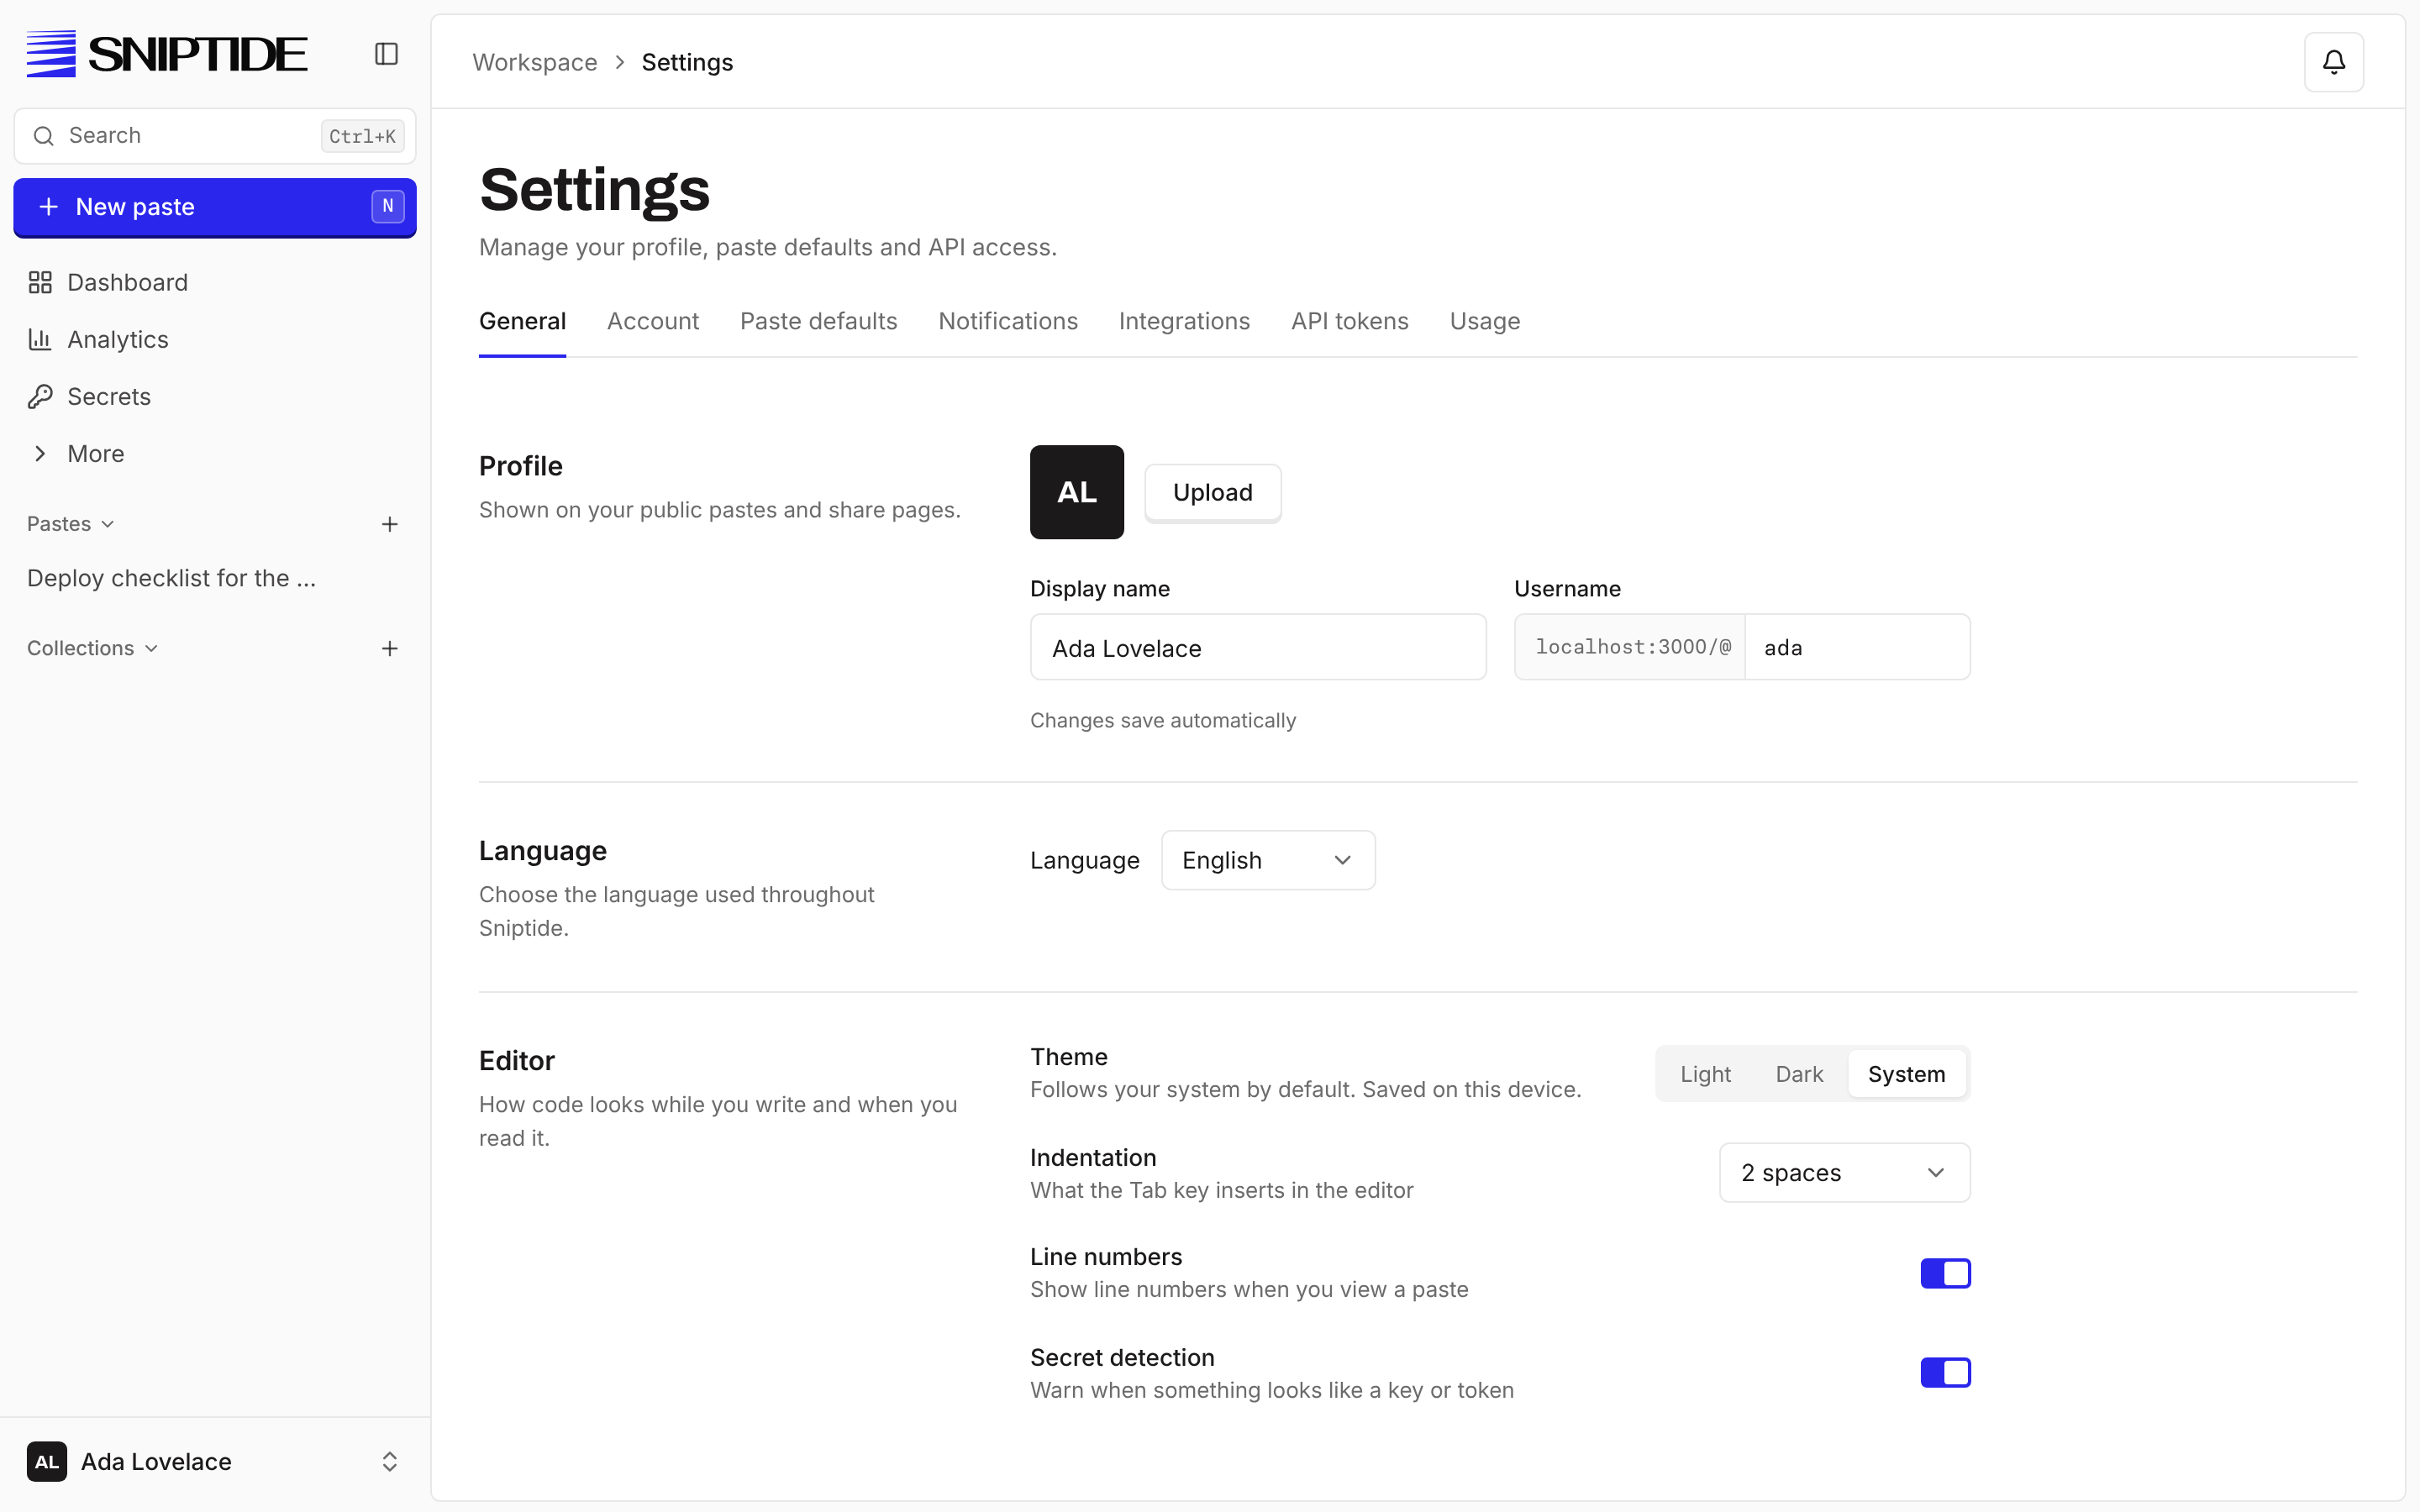 SNIPTIDE
Search Ctrl+K
New paste N
Dashboard
Analytics
Secrets
More
Pastes
Deploy checklist for the ...
Collections
AL Ada Lovelace
Workspace > Settings
Settings
Manage your profile, paste defaults and API access.
General Account Paste defaults Notifications Integrations API tokens Usage
Profile
Shown on your public pastes and share pages.
AL Upload
Display name Username
Ada Lovelace localhost:3000/@ ada
Changes save automatically
Language
Choose the language used throughout
Sniptide.
Language English
Editor
How code looks while you write and when you
read it.
Theme
Follows your system by default. Saved on this device.
Light Dark System
Indentation
What the Tab key inserts in the editor
2 spaces
Line numbers
Show line numbers when you view a paste
Secret detection
Warn when something looks like a key or token